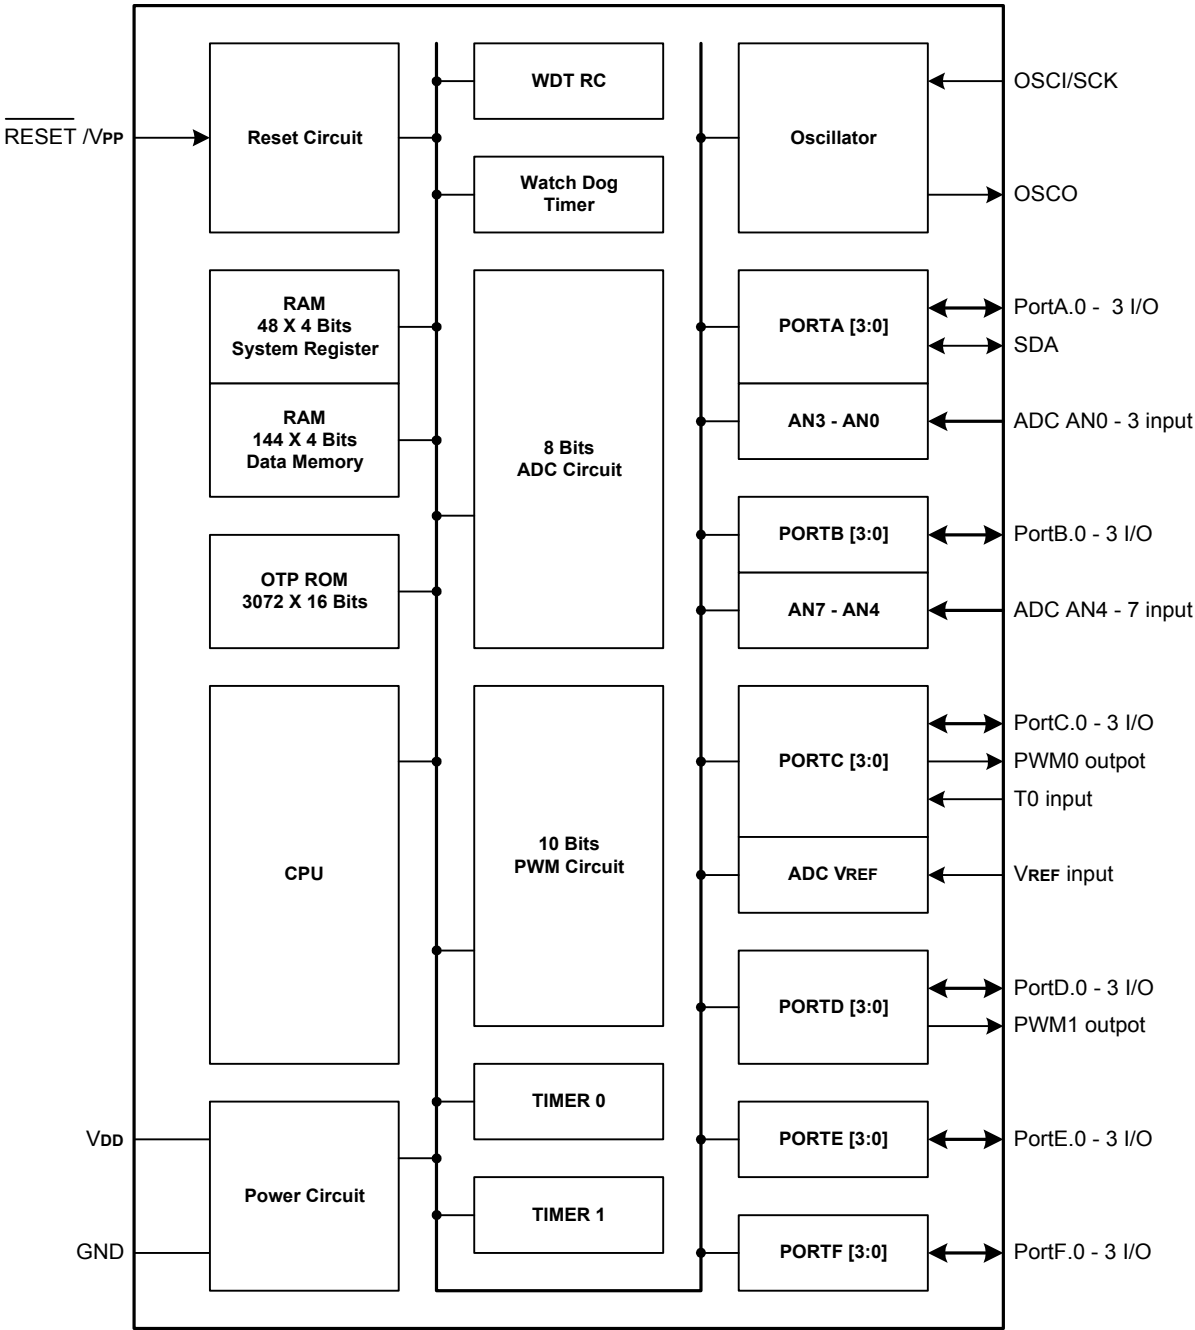 RESET /VPP
Reset Circuit
RAM
48 X 4 Bits
System Register
RAM
144 X 4 Bits
Data Memory
OTP ROM
3072 X 16 Bits
CPU
VDD
GND
Power Circuit
WDT RC
Watch Dog
Timer
8 Bits
ADC Circuit
10 Bits
PWM Circuit
TIMER 0
TIMER 1
Oscillator
OSCI/SCK
OSCO
PORTA [3:0]
PortA.0 - 3 I/O
SDA
AN3 - AN0
ADC AN0 - 3 input
PORTB [3:0]
PortB.0 - 3 I/O
AN7 - AN4
ADC AN4 - 7 input
PORTC [3:0]
PortC.0 - 3 I/O
PWM0 outpot
T0 input
ADC VREF
VREF input
PORTD [3:0]
PortD.0 - 3 I/O
PWM1 outpot
PORTE [3:0]
PortE.0 - 3 I/O
PORTF [3:0]
PortF.0 - 3 I/O